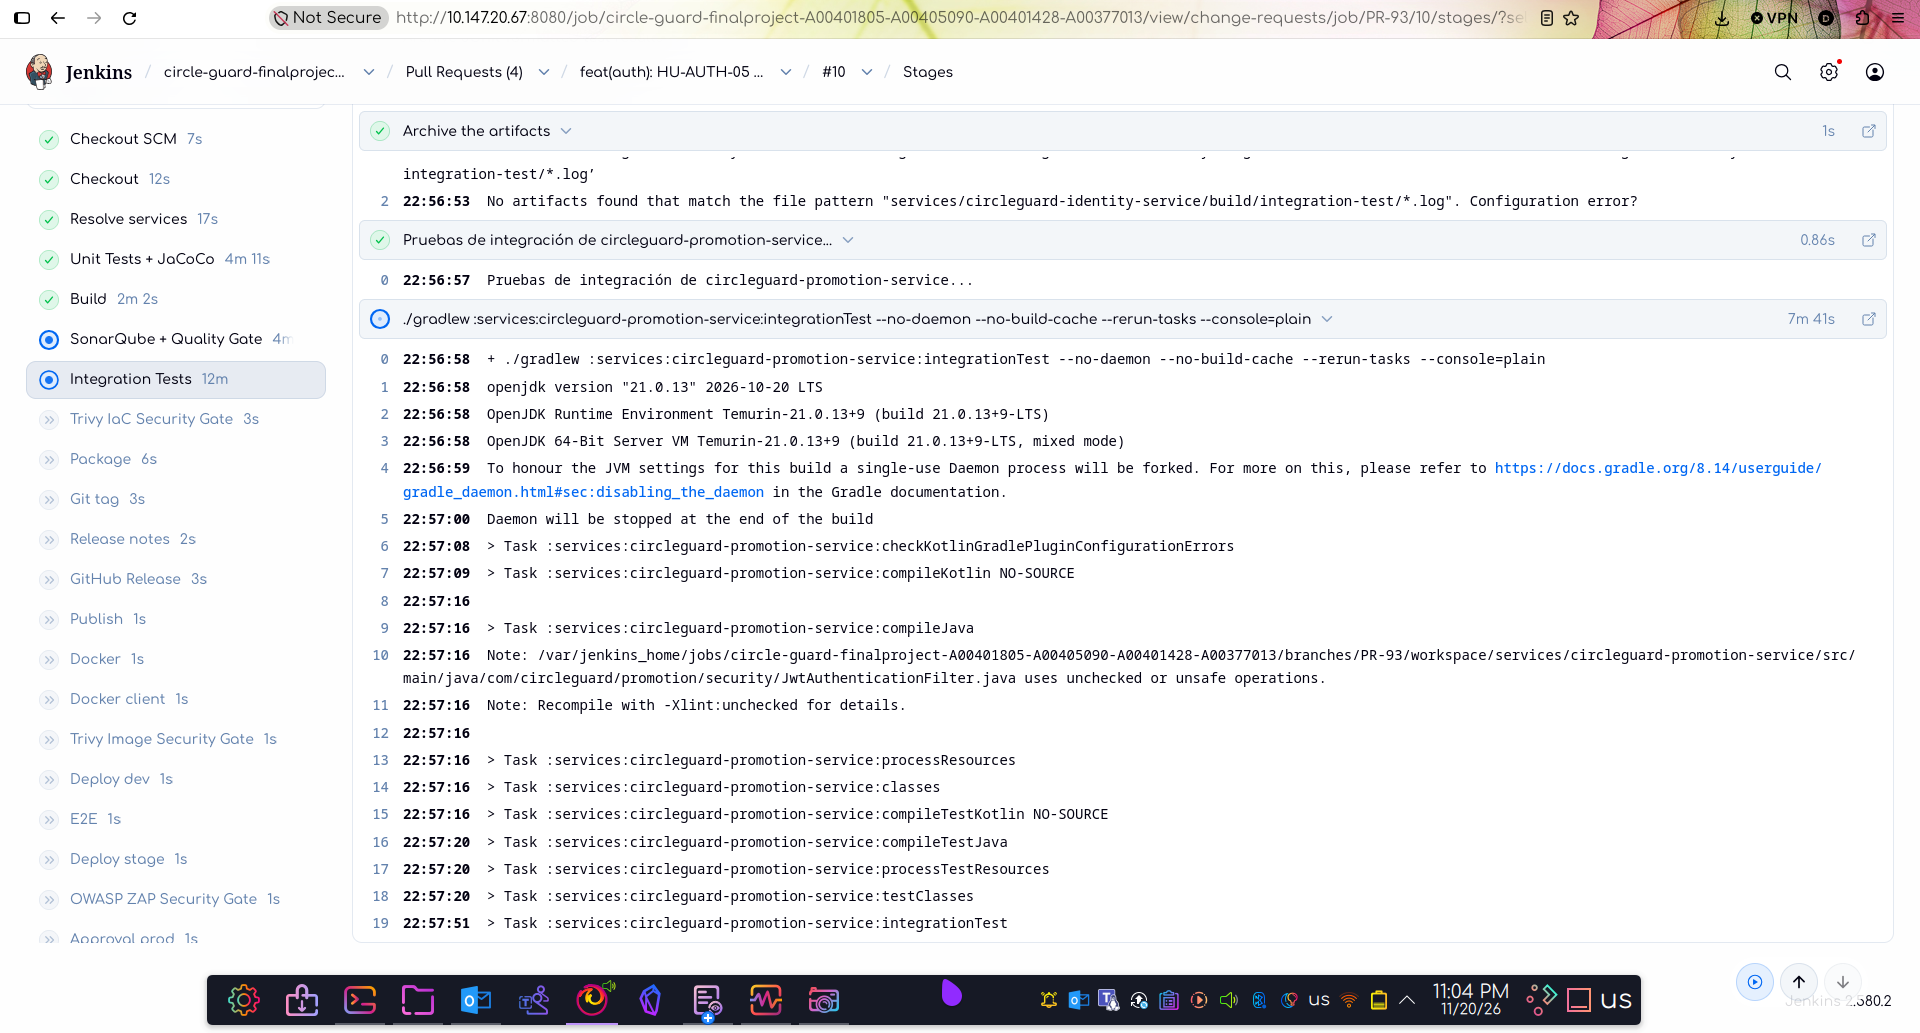 Not Secure http://10.147.20.67:8080/job/circle-guard-finalproject-A00401805-A00405090-A00401428-A00377013/view/change-requests/job/PR-93/10/stages/?se VPN D
Jenkins / circle-guard-finalprojec... / Pull Requests (4) / feat(auth): HU-AUTH-05 ... / #10 / Stages
Checkout SCM 7s
Checkout 12s
Resolve services 17s
Unit Tests + JaCoCo 4m 11s
Build 2m 2s
SonarQube + Quality Gate 4m
Integration Tests 12m
Trivy IaC Security Gate 3s
Package 6s
Git tag 3s
Release notes 2s
GitHub Release 3s
Publish 1s
Docker 1s
Docker client 1s
Trivy Image Security Gate 1s
Deploy dev 1s
E2E 1s
Deploy stage 1s
OWASP ZAP Security Gate 1s
Approval prod 1s
Archive the artifacts 1s
integration-test/*.log’
2 22:56:53 No artifacts found that match the file pattern "services/circleguard-identity-service/build/integration-test/*.log". Configuration error?
Pruebas de integración de circleguard-promotion-service... 0.86s
0 22:56:57 Pruebas de integración de circleguard-promotion-service...
./gradlew :services:circleguard-promotion-service:integrationTest --no-daemon --no-build-cache --rerun-tasks --console=plain 7m 41s
0 22:56:58 + ./gradlew :services:circleguard-promotion-service:integrationTest --no-daemon --no-build-cache --rerun-tasks --console=plain
1 22:56:58 openjdk version "21.0.13" 2026-10-20 LTS
2 22:56:58 OpenJDK Runtime Environment Temurin-21.0.13+9 (build 21.0.13+9-LTS)
3 22:56:58 OpenJDK 64-Bit Server VM Temurin-21.0.13+9 (build 21.0.13+9-LTS, mixed mode)
4 22:56:59 To honour the JVM settings for this build a single-use Daemon process will be forked. For more on this, please refer to https://docs.gradle.org/8.14/userguide/
gradle_daemon.html#sec:disabling_the_daemon in the Gradle documentation.
5 22:57:00 Daemon will be stopped at the end of the build
6 22:57:08 > Task :services:circleguard-promotion-service:checkKotlinGradlePluginConfigurationErrors
7 22:57:09 > Task :services:circleguard-promotion-service:compileKotlin NO-SOURCE
8 22:57:16
9 22:57:16 > Task :services:circleguard-promotion-service:compileJava
10 22:57:16 Note: /var/jenkins_home/jobs/circle-guard-finalproject-A00401805-A00405090-A00401428-A00377013/branches/PR-93/workspace/services/circleguard-promotion-service/src/
main/java/com/circleguard/promotion/security/JwtAuthenticationFilter.java uses unchecked or unsafe operations.
11 22:57:16 Note: Recompile with -Xlint:unchecked for details.
12 22:57:16
13 22:57:16 > Task :services:circleguard-promotion-service:processResources
14 22:57:16 > Task :services:circleguard-promotion-service:classes
15 22:57:16 > Task :services:circleguard-promotion-service:compileTestKotlin NO-SOURCE
16 22:57:20 > Task :services:circleguard-promotion-service:compileTestJava
17 22:57:20 > Task :services:circleguard-promotion-service:processTestResources
18 22:57:20 > Task :services:circleguard-promotion-service:testClasses
19 22:57:51 > Task :services:circleguard-promotion-service:integrationTest
Jenkins 2.580.2
us 11:04 PM us
11/20/26